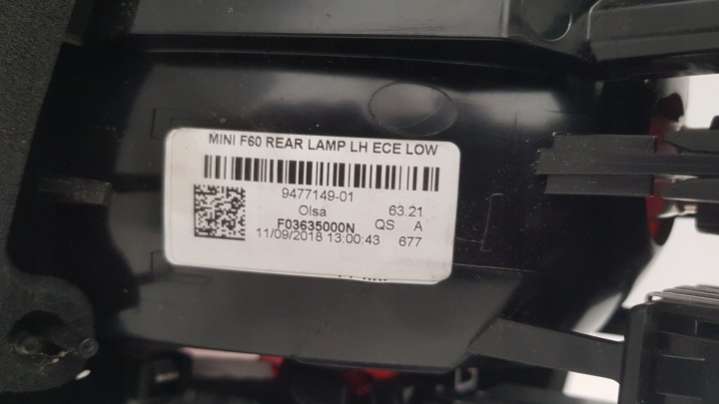 MINI F60 REAR LAMP LH ECE LOW
9477149-01
Olsa 63.21
F03635000N QS A
11/09/2018 13:00:43 677